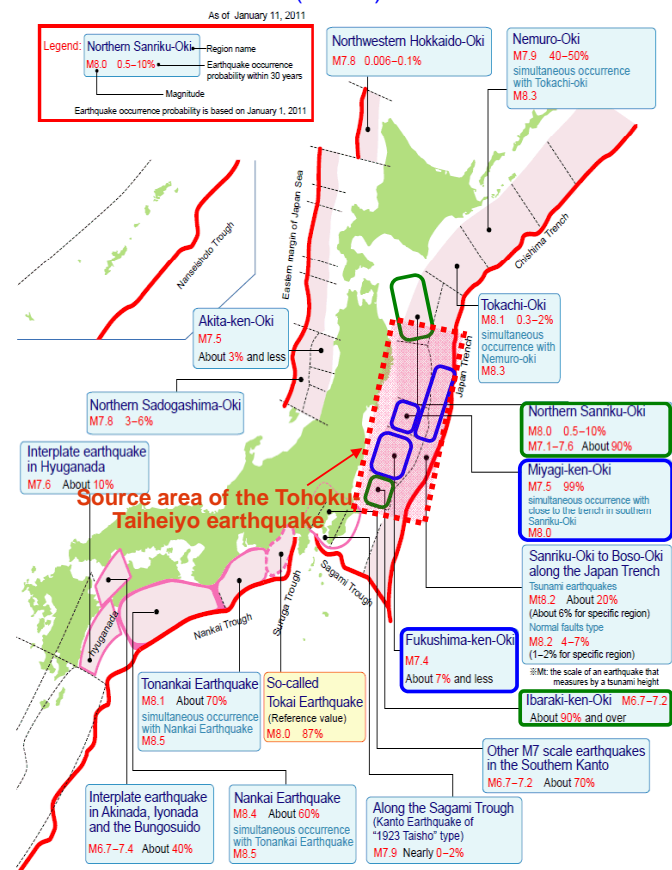 As of January 11, 2011
Legend:
Northern Sanriku-Oki
M8.0 0.5–10%
Region name
Earthquake occurrence
probability within 30 years
Magnitude
Earthquake occurrence probability is based on January 1, 2011
Northwestern Hokkaido-Oki
M7.8 0.006–0.1%
Nemuro-Oki
M7.9 40–50%
simultaneous occurrence
with Tokachi-oki
M8.3
Nanseishoto Trough
Eastern margin of Japan Sea
Chishima Trench
Japan Trench
Akita-ken-Oki
M7.5
About 3% and less
Tokachi-Oki
M8.1 0.3–2%
simultaneous
occurrence with
Nemuro-oki
M8.3
Northern Sadogashima-Oki
M7.8 3–6%
Northern Sanriku-Oki
M8.0 0.5–10%
M7.1–7.6 About 90%
Interplate earthquake
in Hyuganada
M7.6 About 10%
Source area of the Tohoku
Taiheiyo earthquake
Miyagi-ken-Oki
M7.5 99%
simultaneous occurrence with
close to the trench in southern
Sanriku-Oki
M8.0
Sanriku-Oki to Boso-Oki
along the Japan Trench
Tsunami earthquakes
Mt8.2 About 20%
(About 6% for specific region)
Normal faults type
M8.2 4–7%
(1–2% for specific region)
※Mt: the scale of an earthquake that
measures by a tsunami height
Hyuganada
Nankai Trough
Suruga Trough
Sagami Trough
Fukushima-ken-Oki
M7.4
About 7% and less
Tonankai Earthquake
M8.1 About 70%
simultaneous occurrence
with Nankai Earthquake
M8.5
So-called
Tokai Earthquake
(Reference value)
M8.0 87%
Ibaraki-ken-Oki M6.7–7.2
About 90% and over
Other M7 scale earthquakes
in the Southern Kanto
M6.7–7.2 About 70%
Interplate earthquake
in Akinada, Iyonada
and the Bungosuido
M6.7–7.4 About 40%
Nankai Earthquake
M8.4 About 60%
simultaneous occurrence
with Tonankai Earthquake
M8.5
Along the Sagami Trough
(Kanto Earthquake of
“1923 Taisho” type)
M7.9 Nearly 0–2%